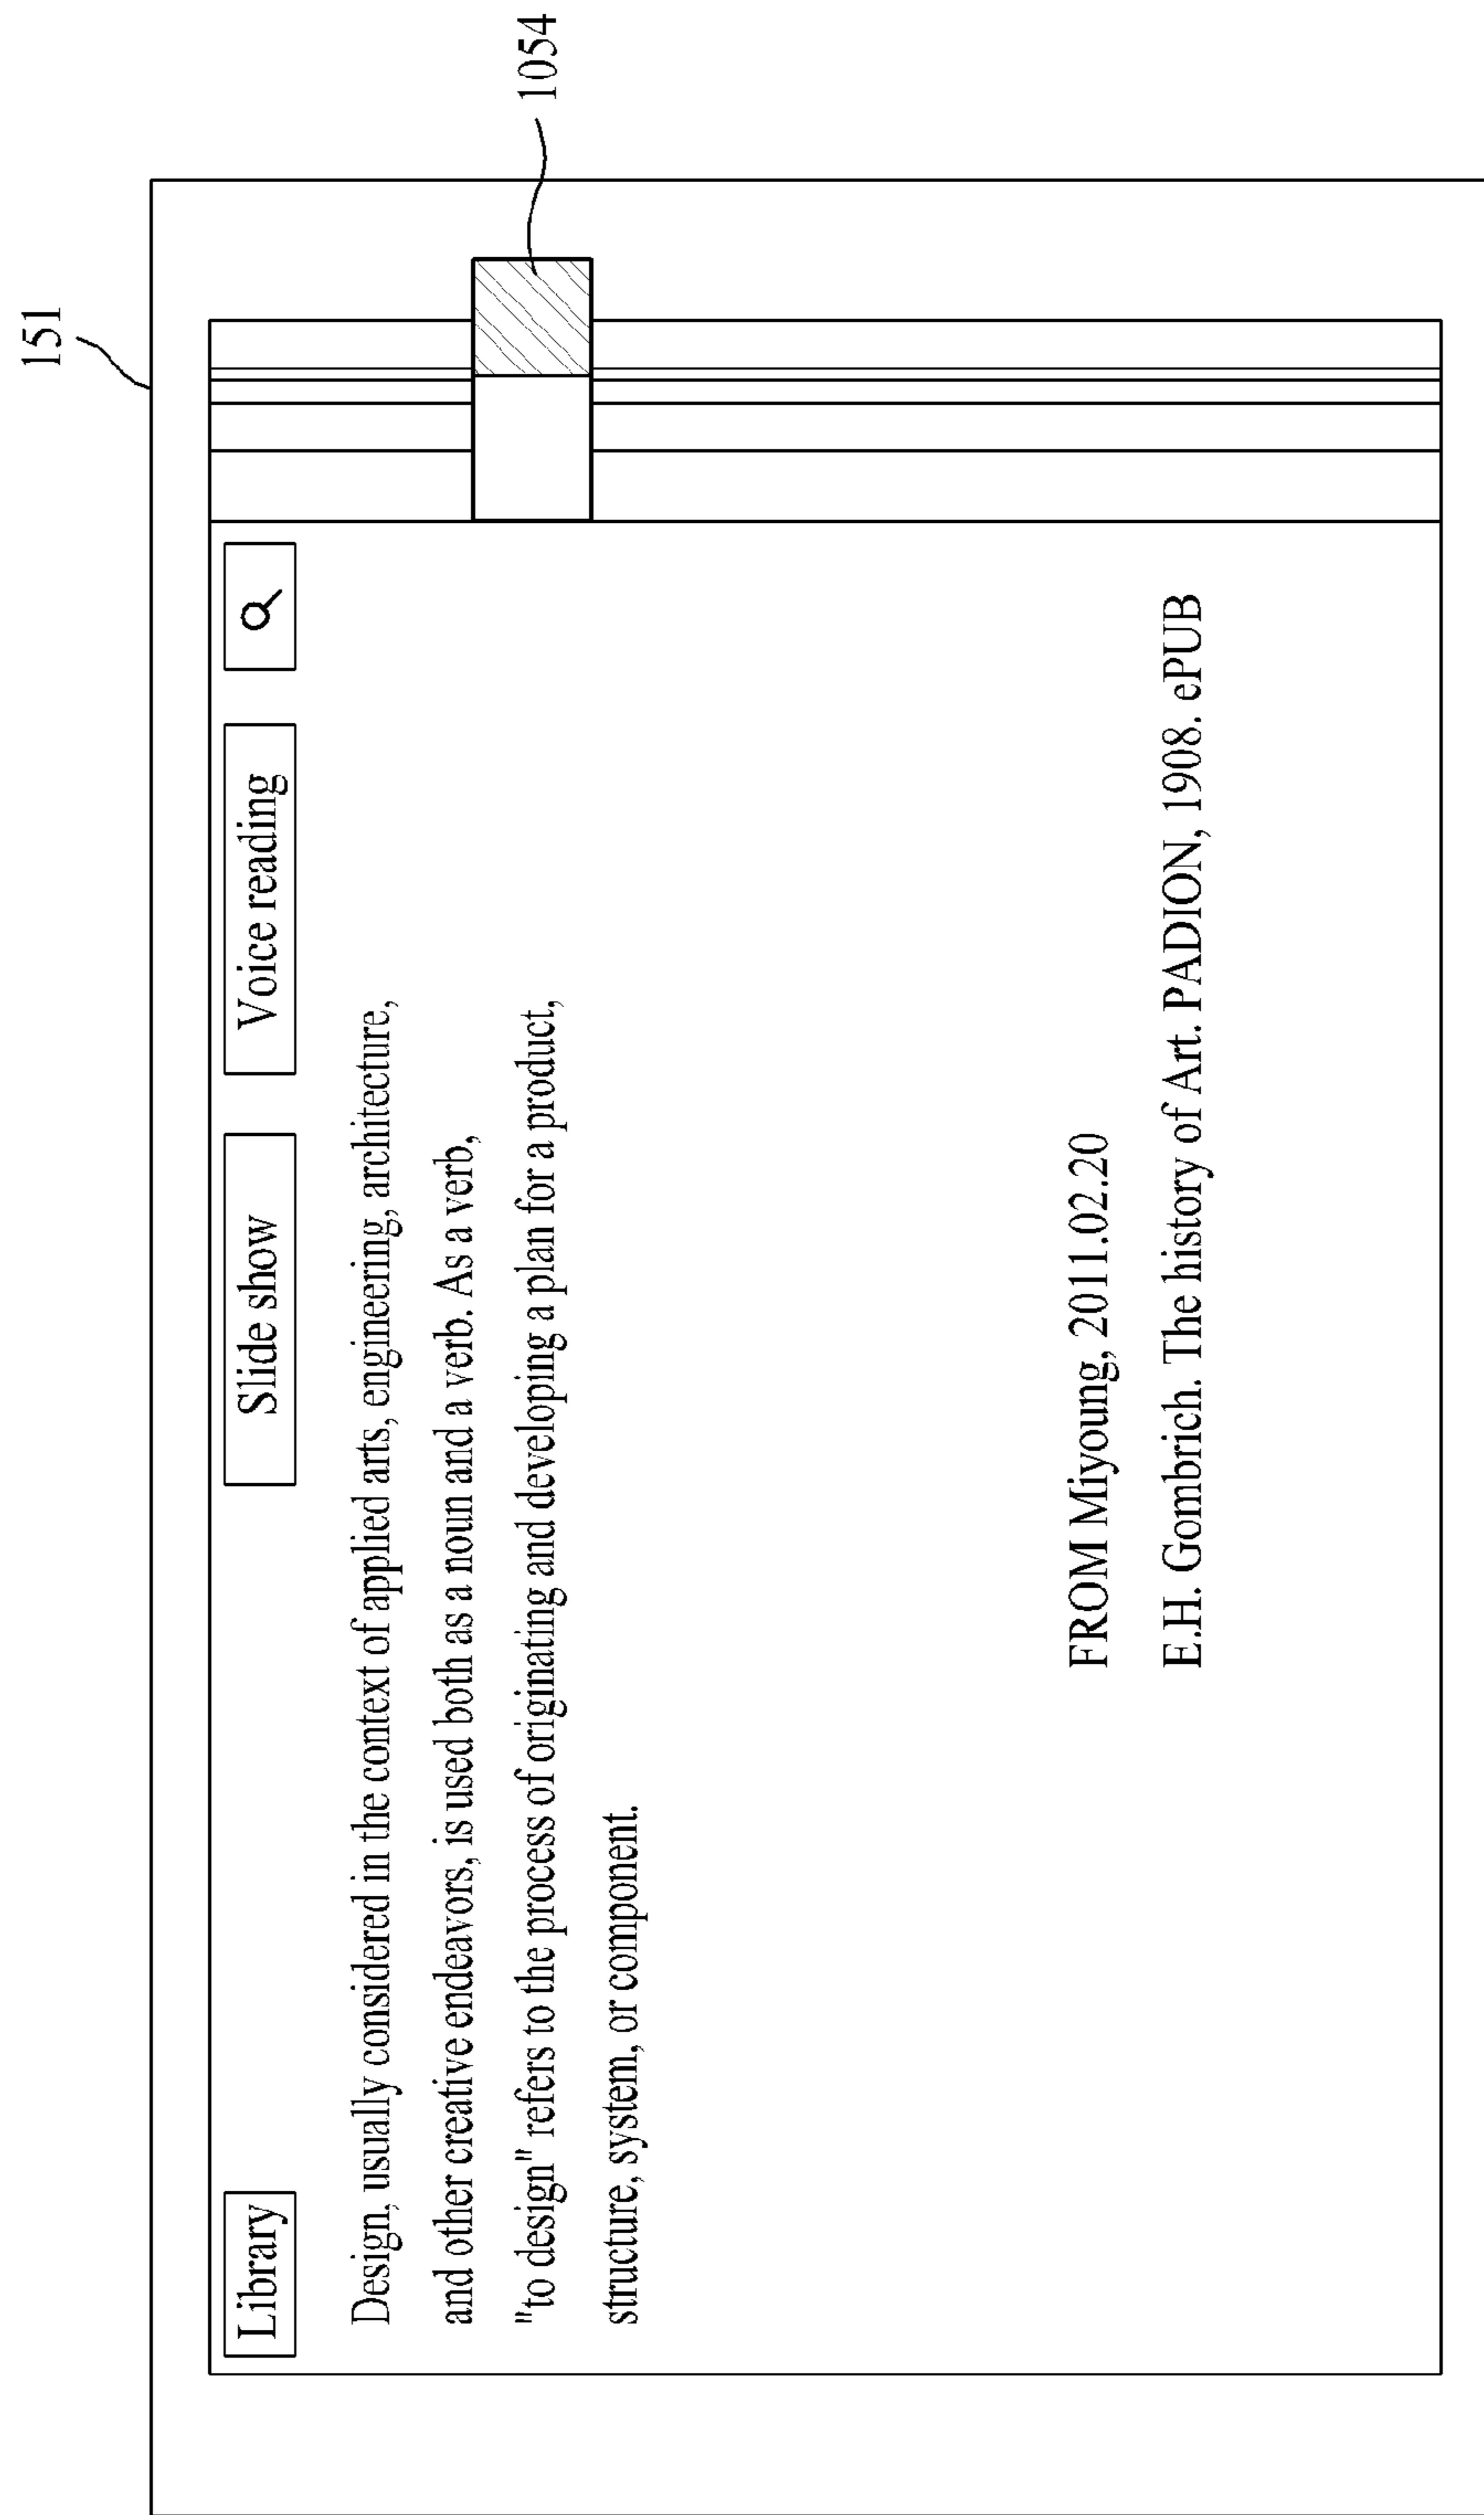 151
1054
Library
Slide show
Voice reading
Design, usually considered in the context of applied arts, engineering, architecture,
and other creative endeavors, is used both as a noun and a verb. As a verb,
"to design" refers to the process of originating and developing a plan for a product,
structure, system, or component.
FROM Miyoung, 2011.02.20
E.H. Gombrich. The history of Art. PADION, 1908. ePUB